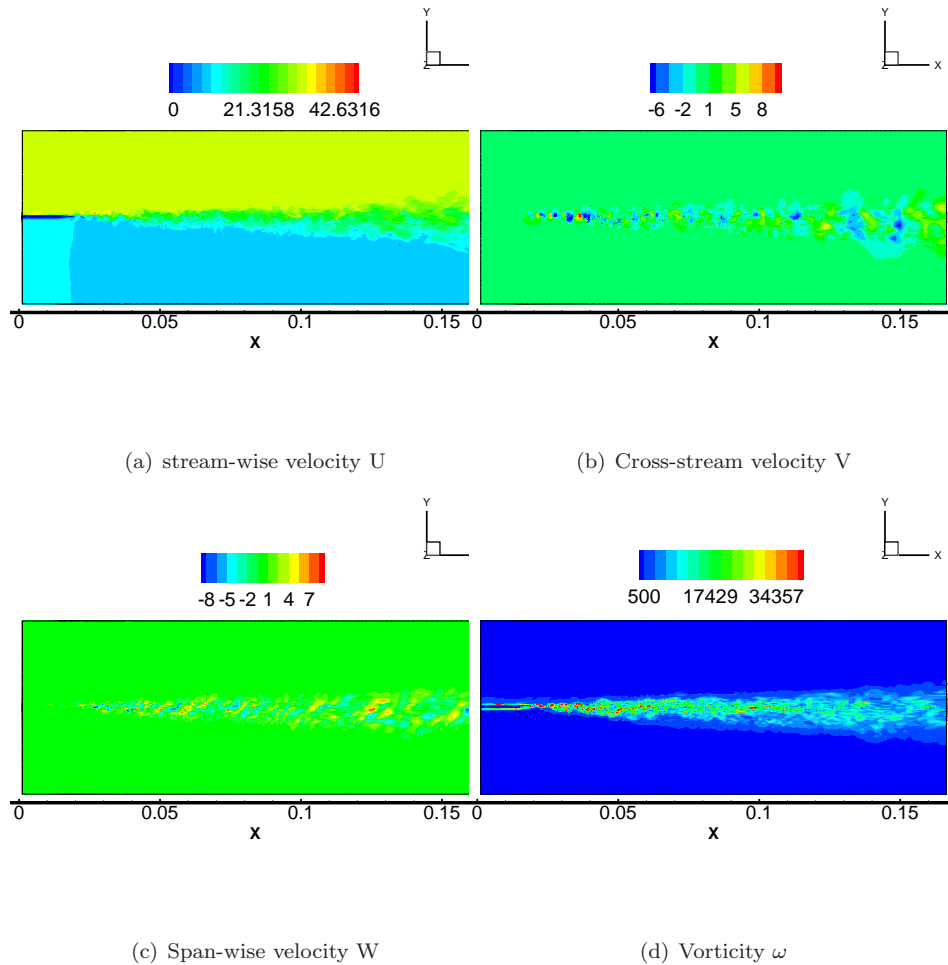 Y
Z
0 21.3158 42.6316
0 0.05 0.1 0.15
X
(a) stream-wise velocity U
Y
Z X
-6 -2 1 5 8
0 0.05 0.1 0.15
X
(b) Cross-stream velocity V
Y
Z
-8 -5 -2 1 4 7
0 0.05 0.1 0.15
X
(c) Span-wise velocity W
Y
Z X
500 17429 34357
0 0.05 0.1 0.15
X
(d) Vorticity ω